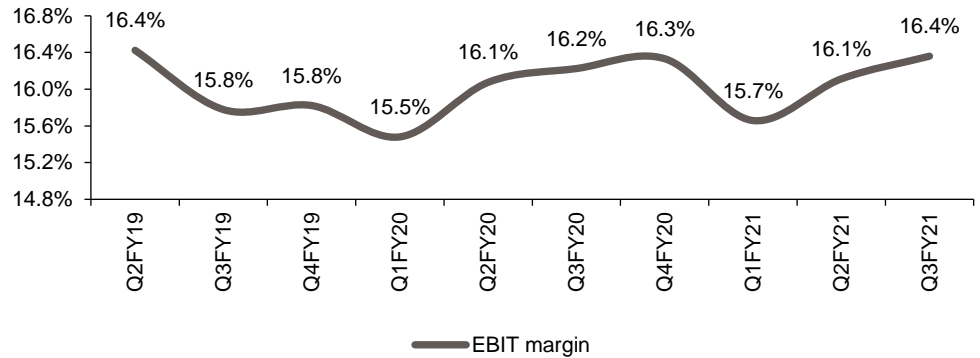 16.8%
16.4%
16.0%
15.6%
15.2%
14.8%
16.4%
15.8%
15.8%
15.5%
16.1%
16.2%
16.3%
15.7%
16.1%
16.4%
Q2FY19
Q3FY19
Q4FY19
Q1FY20
Q2FY20
Q3FY20
Q4FY20
Q1FY21
Q2FY21
Q3FY21
EBIT margin